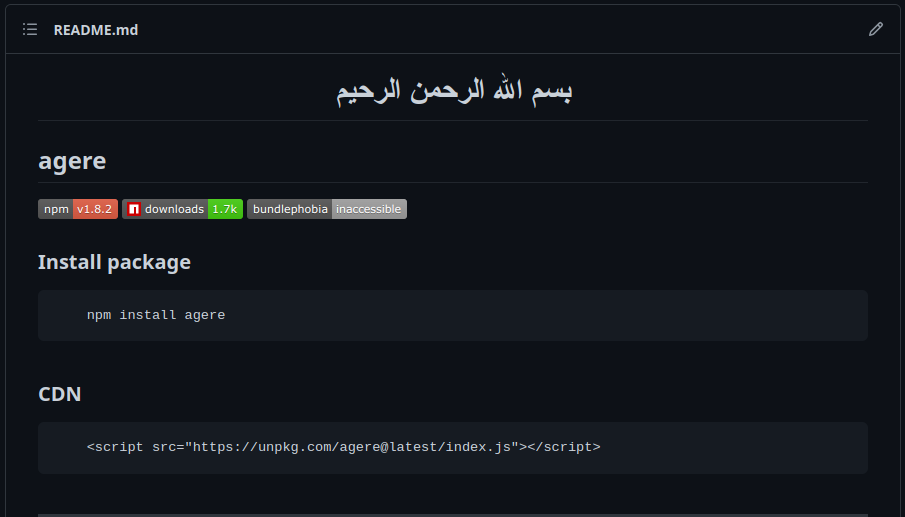 README.md
بسم الله الرحمن الرحيم
agere
npm v1.8.2 downloads 1.7k bundlephobia inaccessible
Install package
npm install agere
CDN
<script src="https://unpkg.com/agere@latest/index.js"></script>